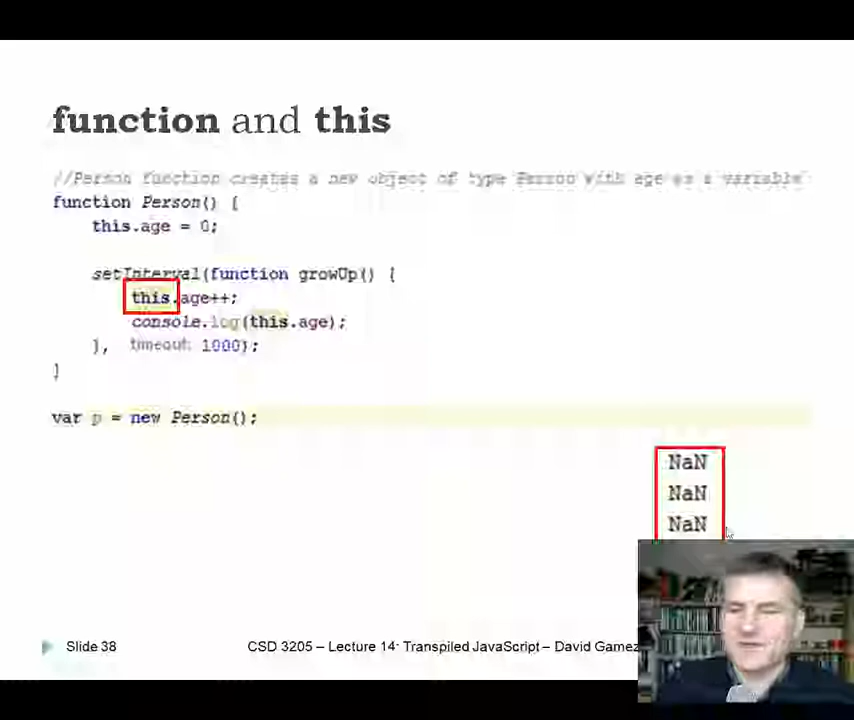 function and this
//Person function creates a new object of type Person with age as a variable
function Person() {
this.age = 0;
setInterval(function growUp() {
this.age++;
console.log(this.age);
}, timeout: 1000);
}
var p = new Person();
NaN
NaN
NaN
Slide 38
CSD 3205 – Lecture 14: Transpiled JavaScript – David Gamez